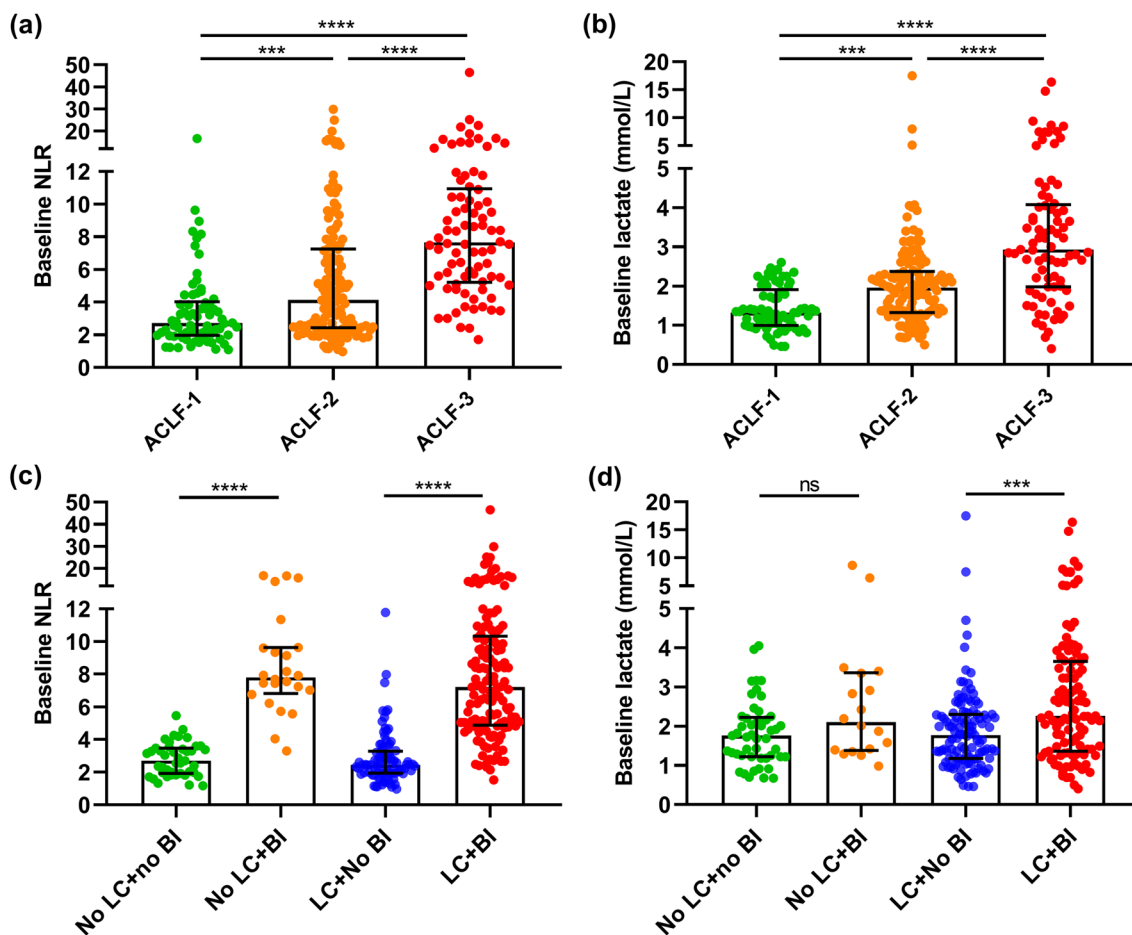 (a)
****
***
****
Baseline NLR
50
40
30
20
12
10
8
6
4
2
0
ACLF-1
ACLF-2
ACLF-3
(b)
****
***
****
Baseline lactate (mmol/L)
20
15
10
5
5
4
3
2
1
0
ACLF-1
ACLF-2
ACLF-3
(c)
****
****
Baseline NLR
50
40
30
20
12
10
8
6
4
2
0
No LC+no BI
No LC+BI
LC+No BI
LC+BI
(d)
ns
***
Baseline lactate (mmol/L)
20
15
10
5
5
4
3
2
1
0
No LC+no BI
No LC+BI
LC+No BI
LC+BI